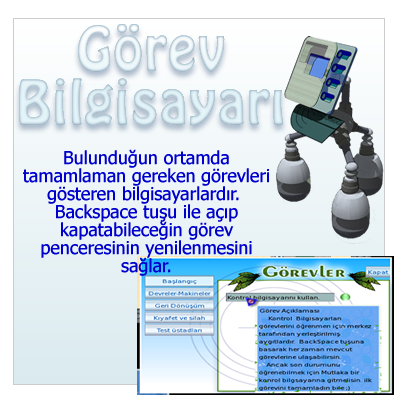 Görev
Bilgisayarı
Bulunduğun ortamda
tamamlaman gereken görevleri
gösteren bilgisayarlardır.
Backspace tuşu ile açıp
kapatabileceğin görev
penceresinin yenilenmesini
sağlar.
GÖREVLER
Kapat
Başlangıç
Devreler-Makineler
Geri Dönüşüm
Kıyafet ve silah
Test üstadları
Kontrol bilgisayarını kullan.
Görev Açıklaması
.. Kontrol Bilgisayarları
görevlerini öğrenmen için merkez
tarafından yerleştirilmiş
aygıtlardır. BackSpace tuşuna
basarak herzaman mevcut
görevlerine ulaşabilirsin.
.. Ancak son durumunu
öğrenebilmek için Mutlaka bir
kontrol bilgisayarına gitmelisin. ilk
görevini tamamladın bile ;)